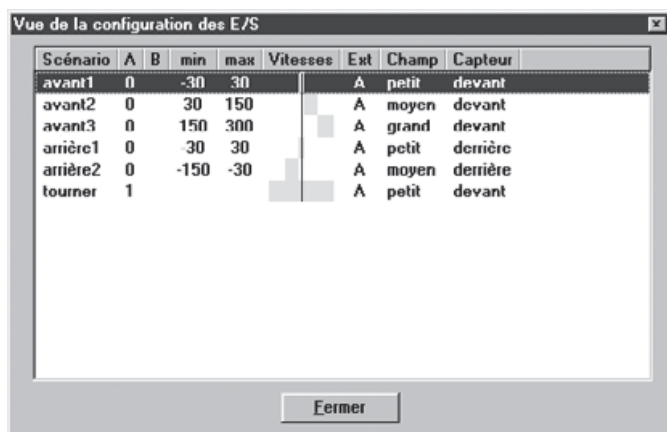 Vue de la configuration des E/S
Scénario A B min max Vitesses Ext Champ Capteur
avant1 0 -30 30 A petit devant
avant2 0 30 150 A moyen devant
avant3 0 150 300 A grand devant
arrière1 0 -30 30 A petit derrière
arrière2 0 -150 -30 A moyen derrière
tourner 1 A petit devant
Fermer